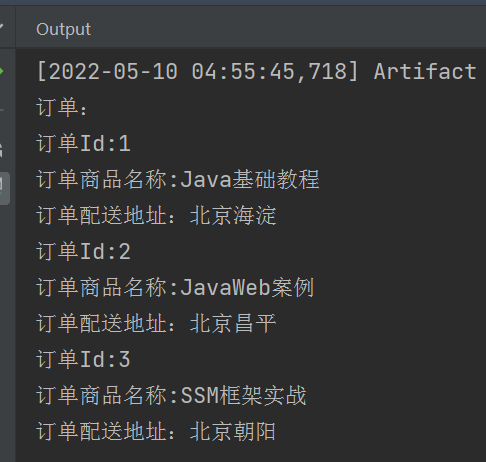 Output
[2022-05-10 04:55:45,718] Artifact
订单：
订单Id:1
订单商品名称:Java基础教程
订单配送地址：北京海淀
订单Id:2
订单商品名称:JavaWeb案例
订单配送地址：北京昌平
订单Id:3
订单商品名称:SSM框架实战
订单配送地址：北京朝阳